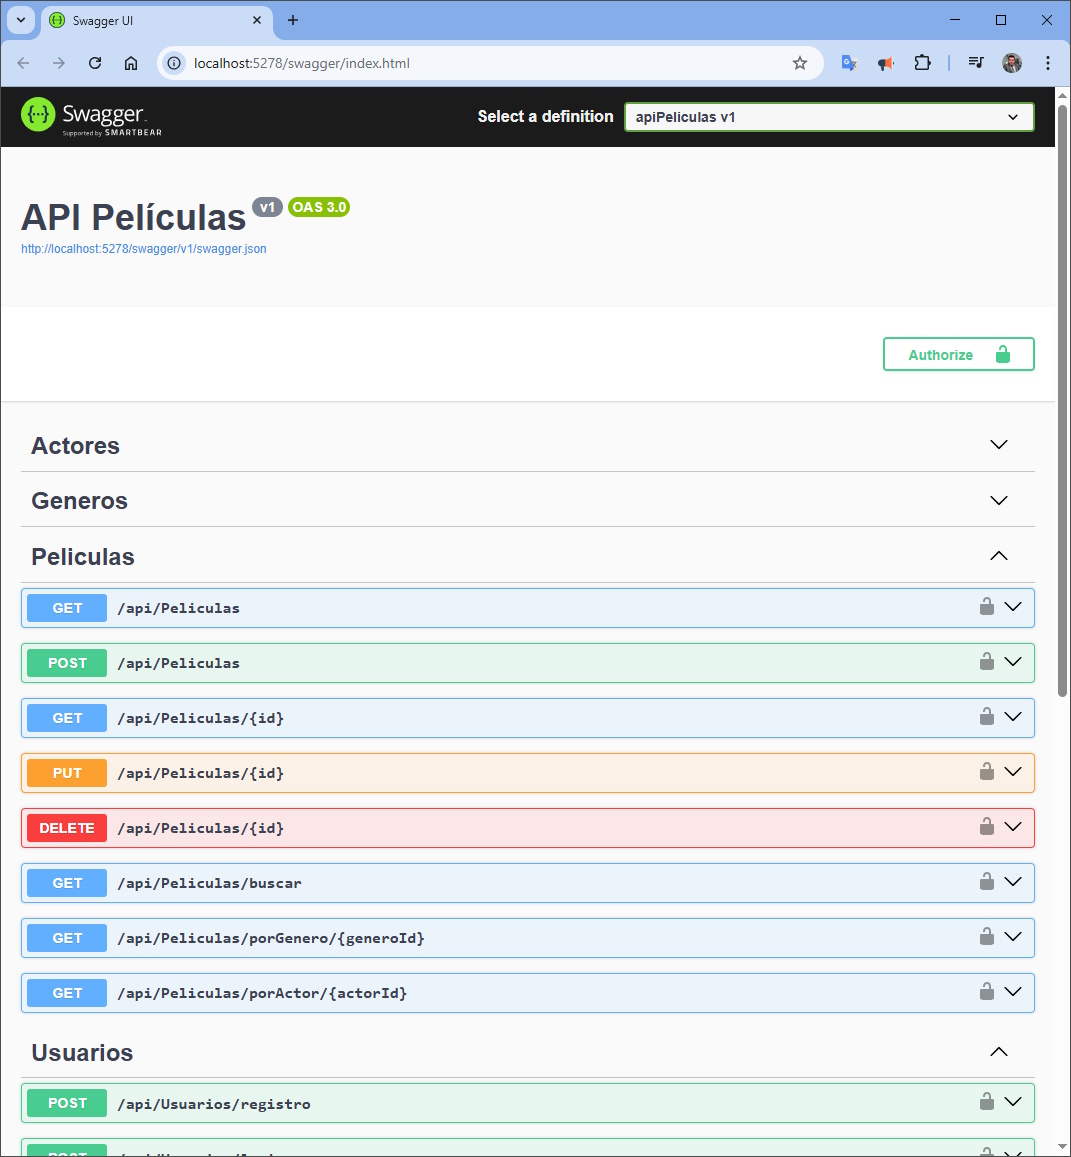 Swagger UI
localhost:5278/swagger/index.html
Swagger.
Supported by SMARTBEAR
Select a definition
apiPeliculas v1
API Películas v1 OAS 3.0
http://localhost:5278/swagger/v1/swagger.json
Authorize
Actores
Generos
Peliculas
GET /api/Peliculas
POST /api/Peliculas
GET /api/Peliculas/{id}
PUT /api/Peliculas/{id}
DELETE /api/Peliculas/{id}
GET /api/Peliculas/buscar
GET /api/Peliculas/porGenero/{generoId}
GET /api/Peliculas/porActor/{actorId}
Usuarios
POST /api/Usuarios/registro
POST